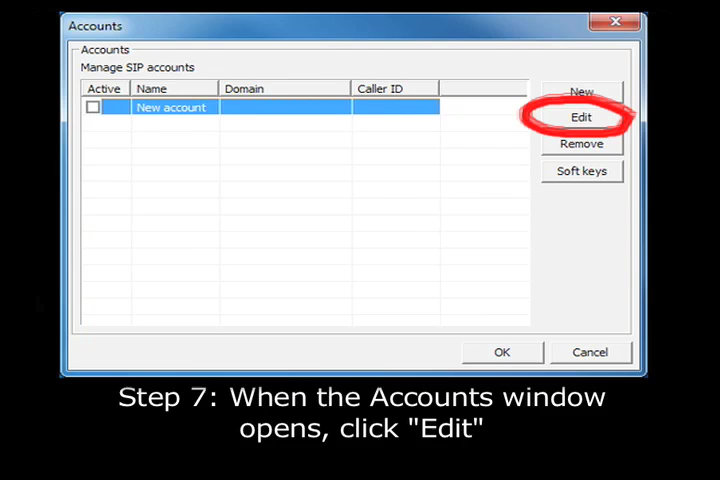 Accounts
Accounts
Manage SIP accounts
Active Name Domain Caller ID
New account
New
Edit
Remove
Soft keys
OK Cancel
Step 7: When the Accounts window
opens, click "Edit"